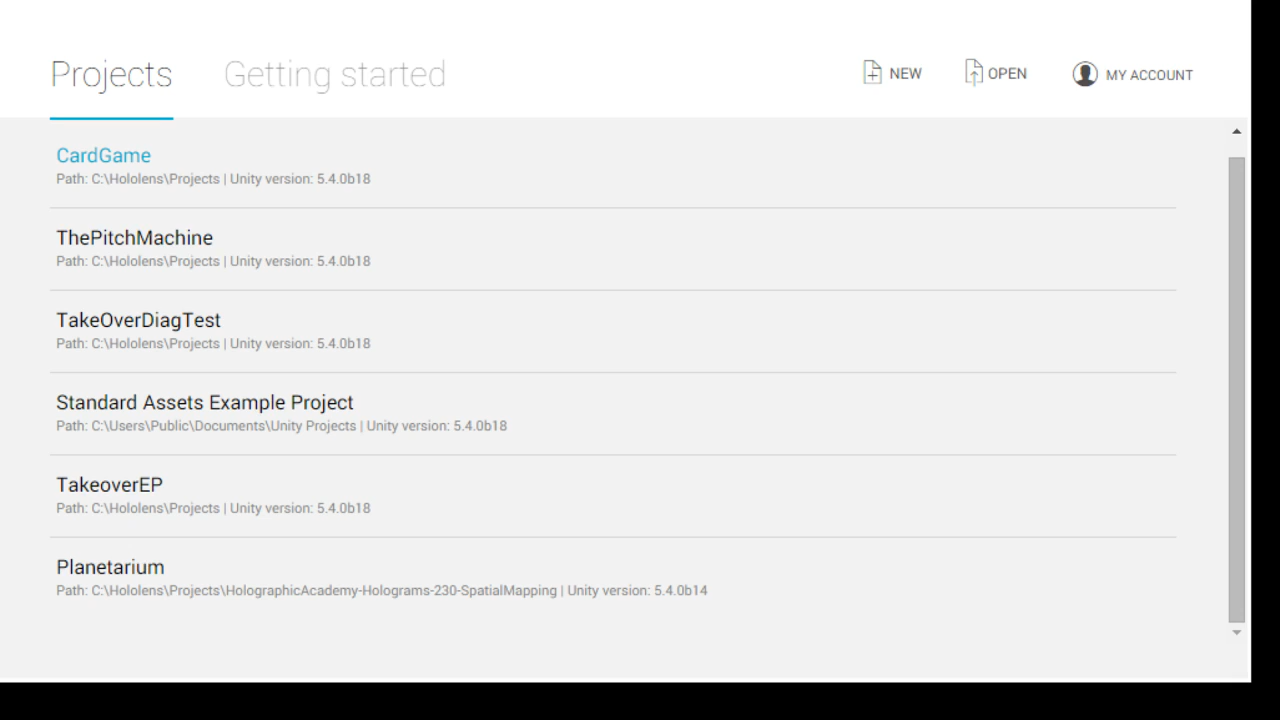 Projects Getting started NEW OPEN MY ACCOUNT
CardGame
Path: C:\Hololens\Projects | Unity version: 5.4.0b18
ThePitchMachine
Path: C:\Hololens\Projects | Unity version: 5.4.0b18
TakeOverDiagTest
Path: C:\Hololens\Projects | Unity version: 5.4.0b18
Standard Assets Example Project
Path: C:\Users\Public\Documents\Unity Projects | Unity version: 5.4.0b18
TakeoverEP
Path: C:\Hololens\Projects | Unity version: 5.4.0b18
Planetarium
Path: C:\Hololens\Projects\HolographicAcademy-Holograms-230-SpatialMapping | Unity version: 5.4.0b14